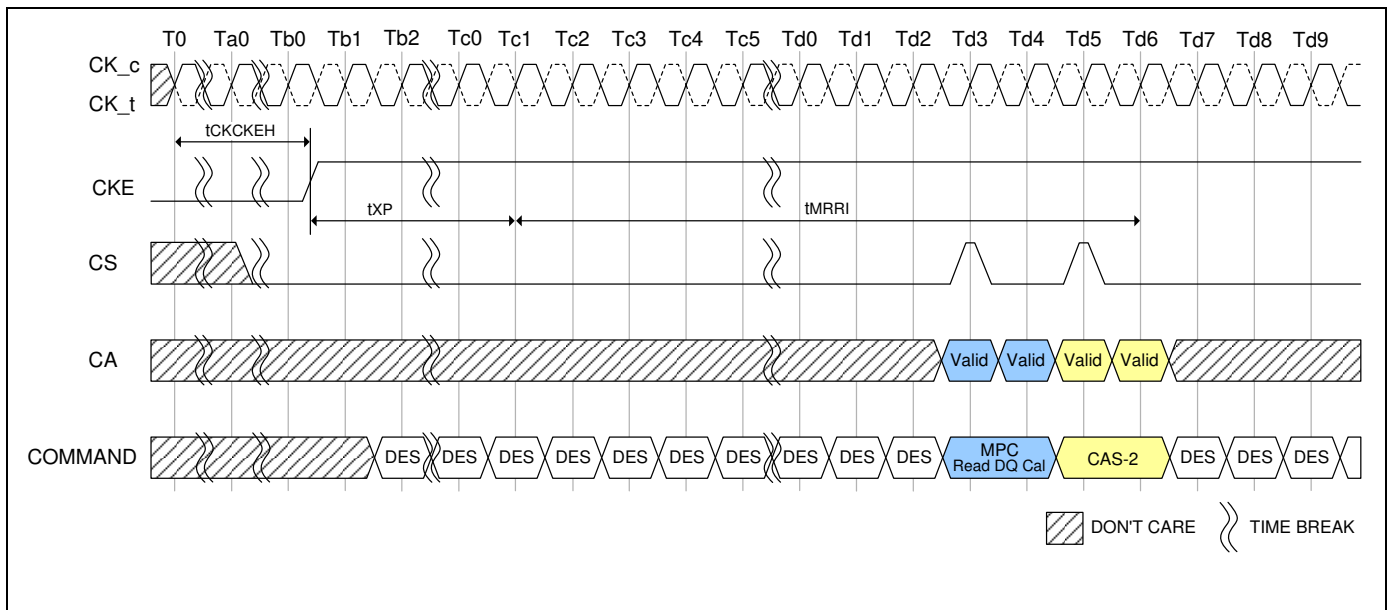 T0 Ta0 Tb0 Tb1 Tb2 Tc0 Tc1 Tc2 Tc3 Tc4 Tc5 Td0 Td1 Td2 Td3 Td4 Td5 Td6 Td7 Td8 Td9
CK_c
CK_t
tCKCKEH
CKE
tXP tMRRI
CS
CA Valid Valid Valid Valid
COMMAND DES DES DES DES DES DES DES DES DES DES MPC Read DQ Cal CAS-2 DES DES DES
DON'T CARE TIME BREAK